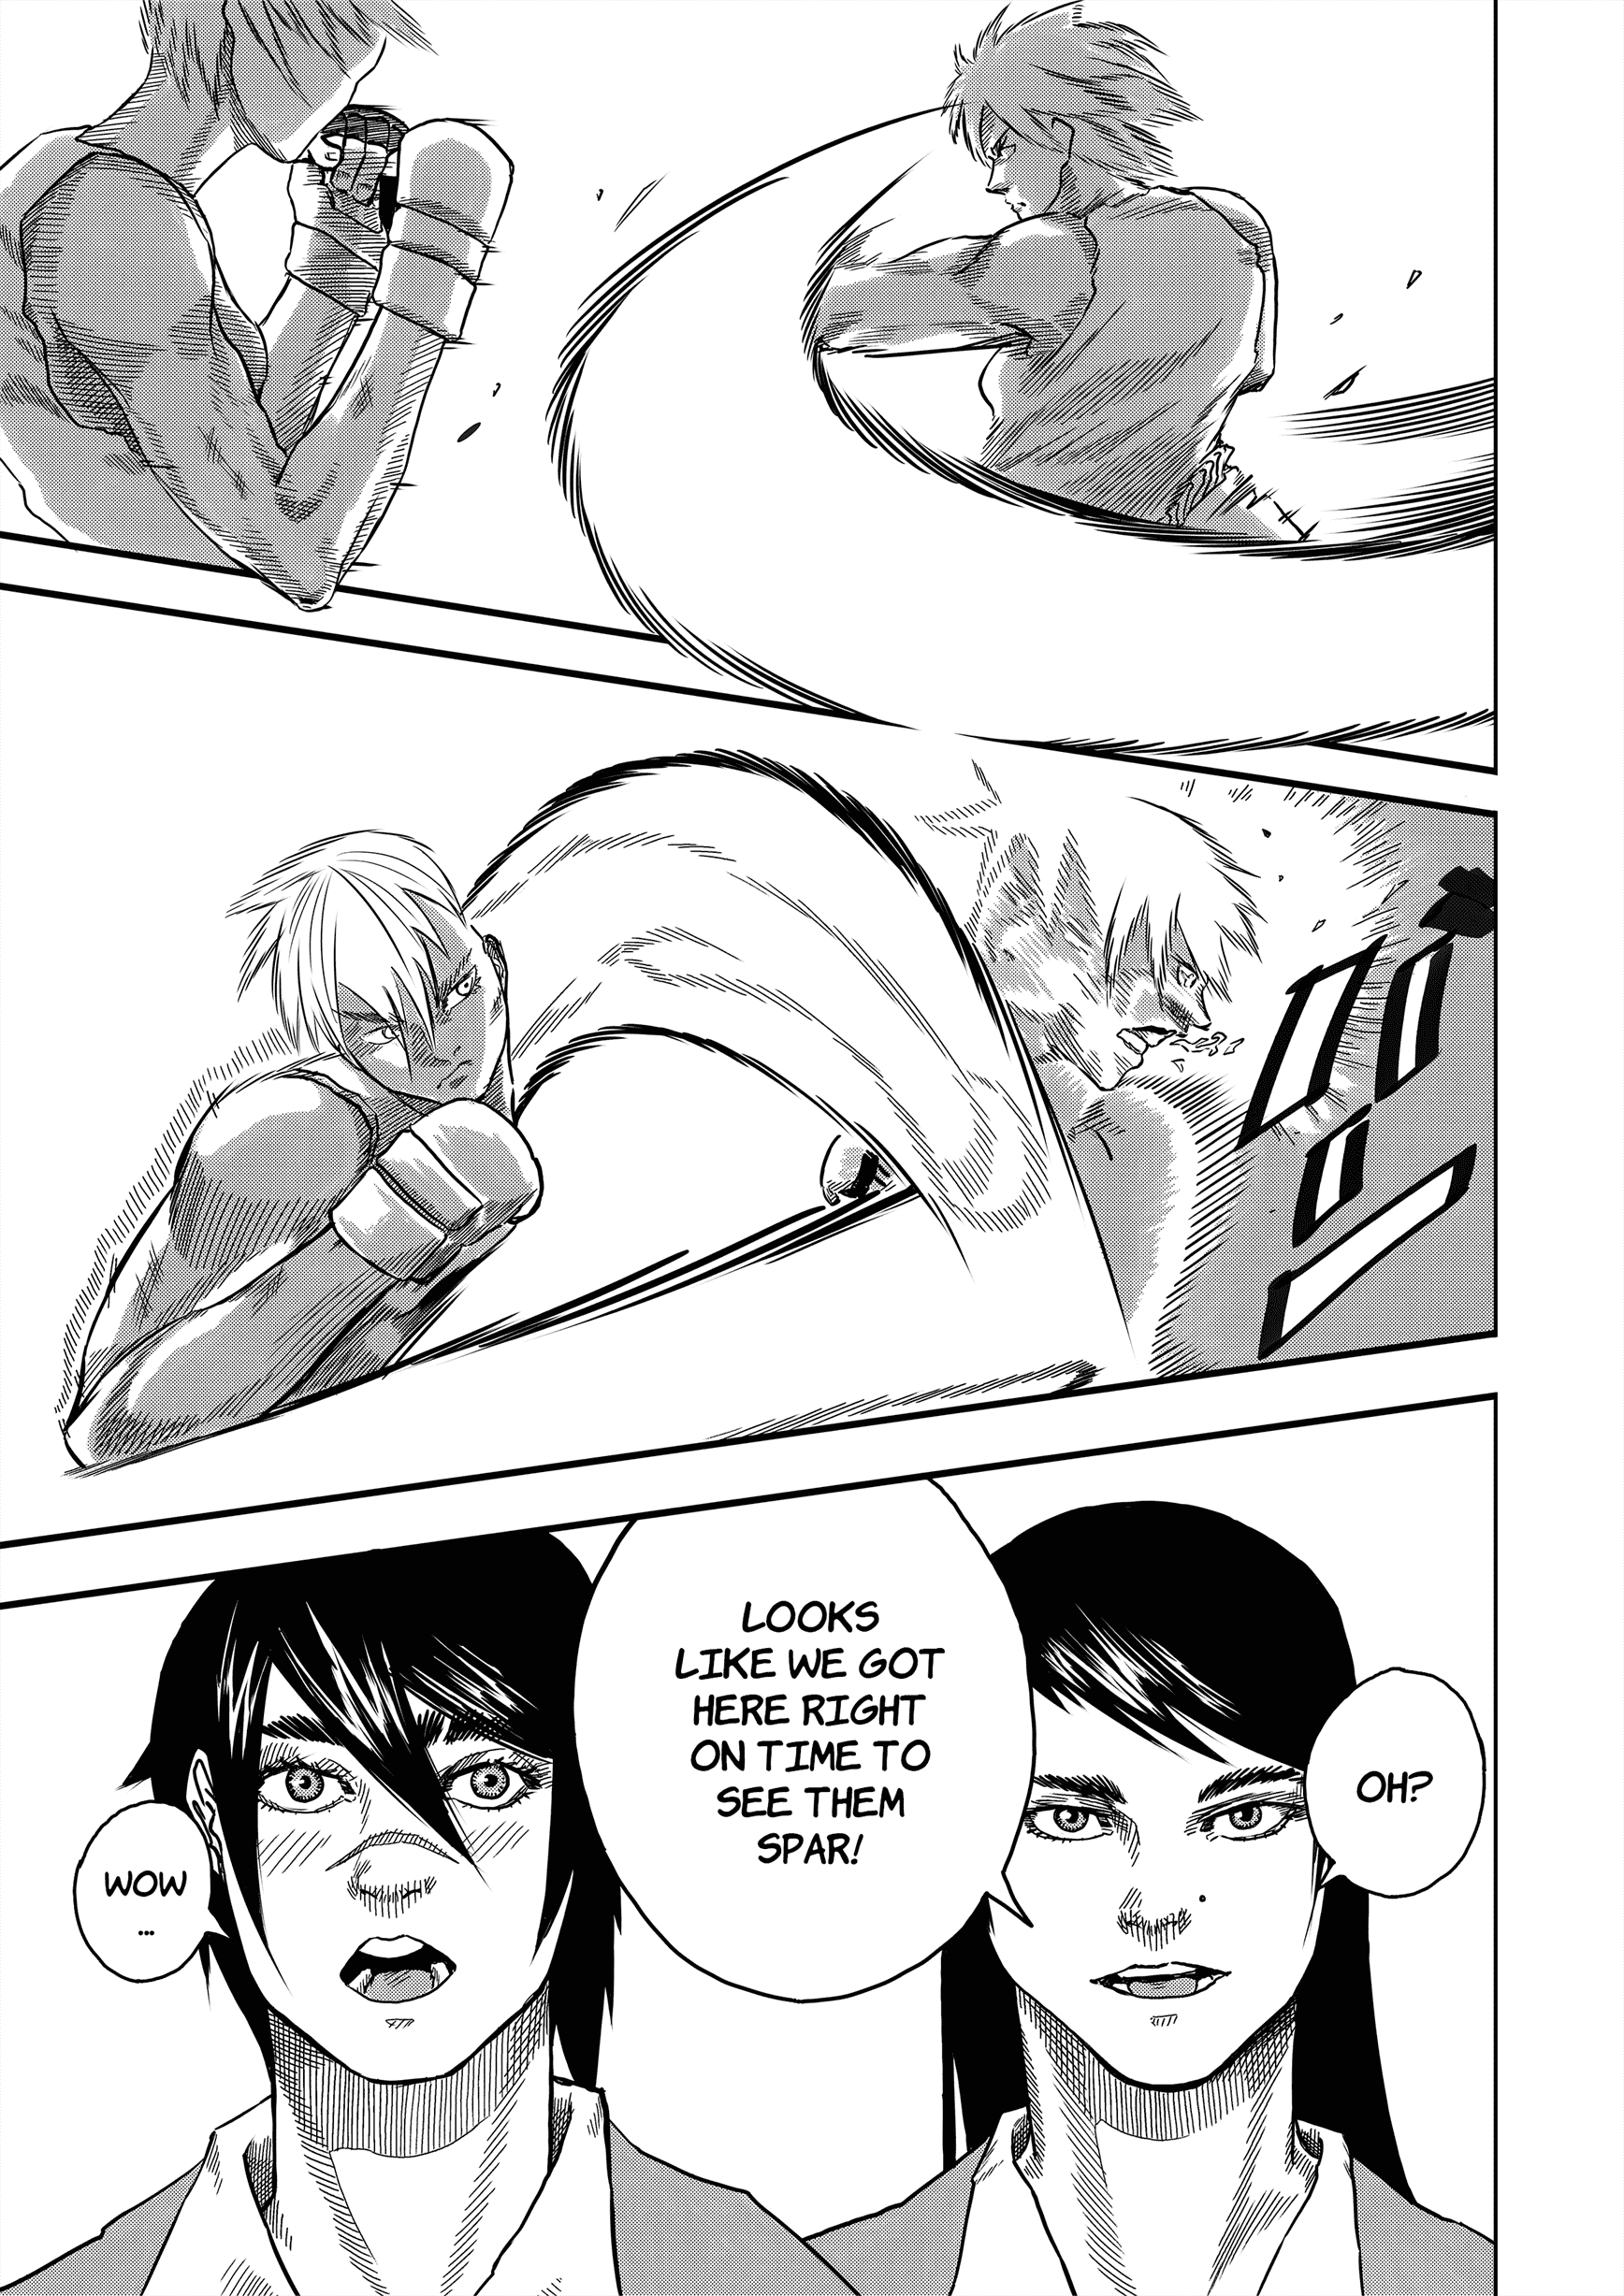 OH?
LOOKS
LIKE WE GOT
HERE RIGHT
ON TIME TO
SEE THEM
SPAR!
WOW
...